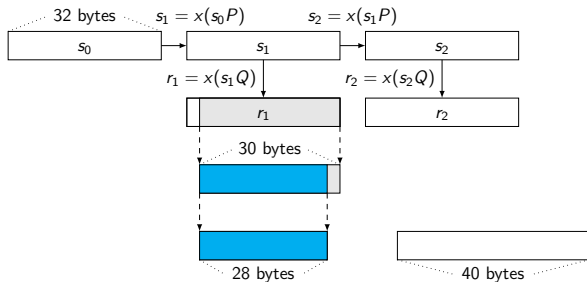 32 bytes
s₁ = x(s₀P)
s₂ = x(s₁P)
s₀
s₁
s₂
r₁ = x(s₁Q)
r₂ = x(s₂Q)
r₁
r₂
30 bytes
28 bytes
40 bytes